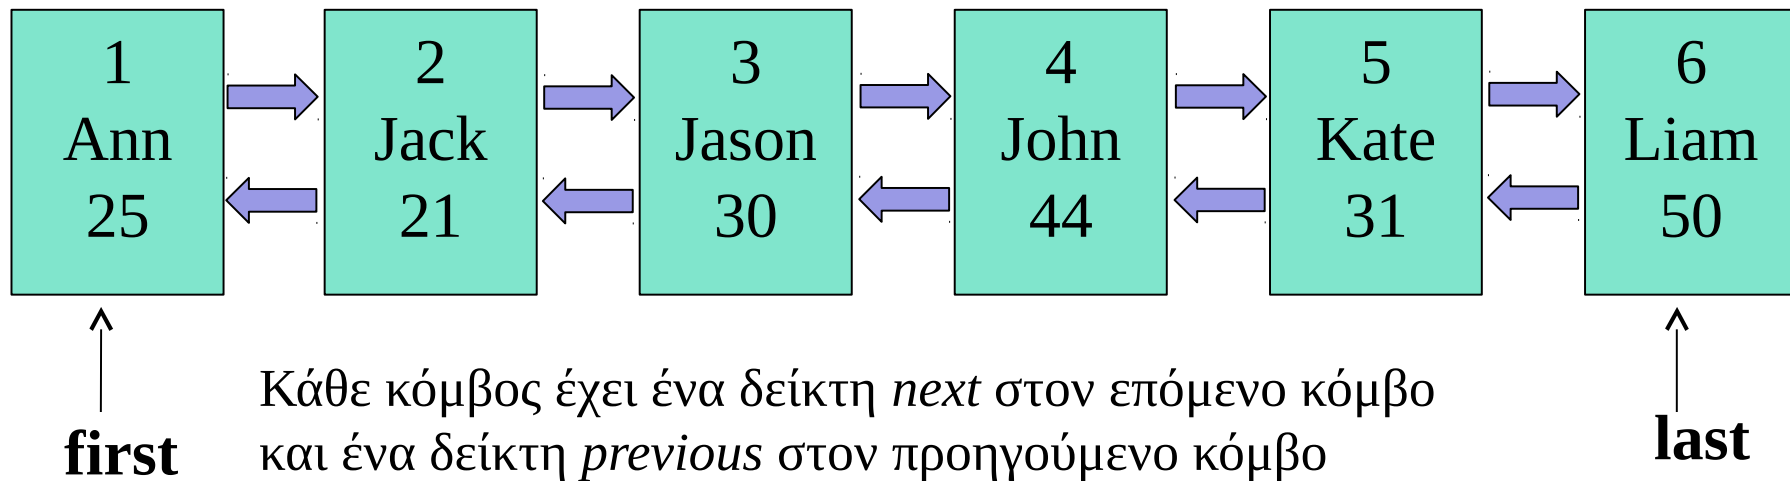 1
Ann
25
2
Jack
21
3
Jason
30
4
John
44
5
Kate
31
6
Liam
50
first
Κάθε κόμβος έχει ένα δείκτη next στον επόμενο κόμβο
και ένα δείκτη previous στον προηγούμενο κόμβο
last